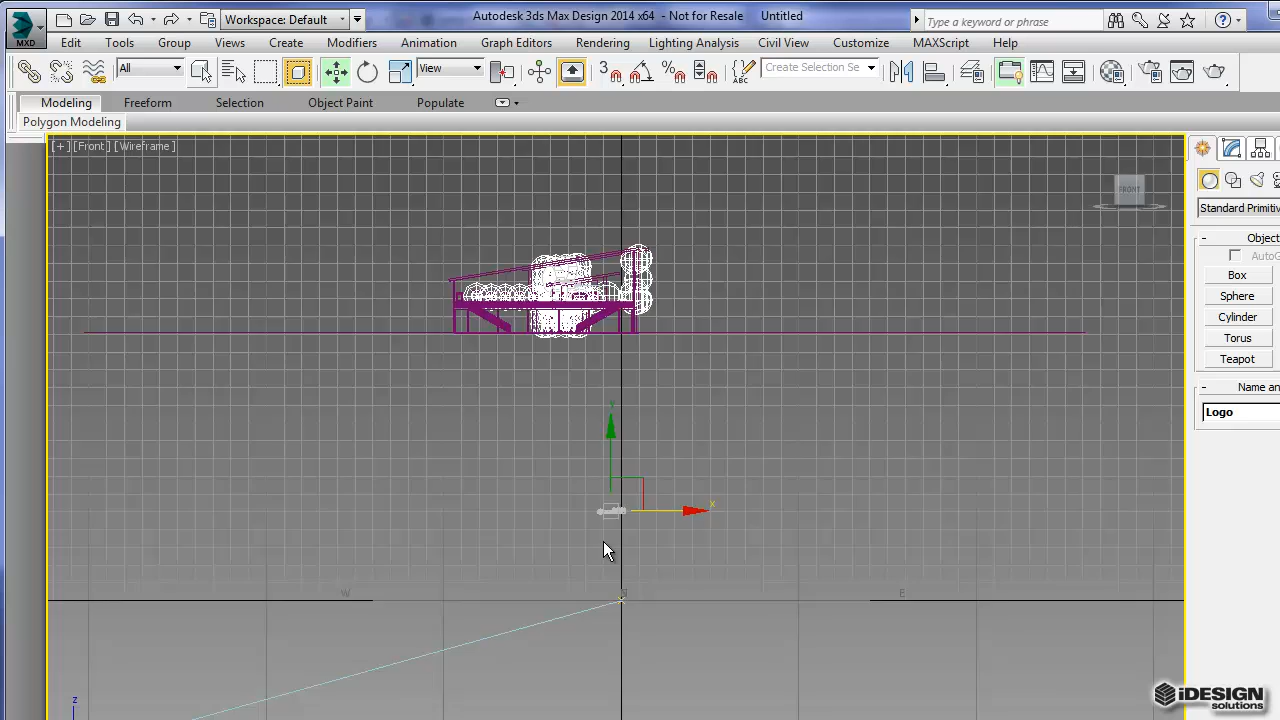 Workspace: Default
Autodesk 3ds Max Design 2014 x64 - Not for Resale Untitled
Type a keyword or phrase
MXD
Edit Tools Group Views Create Modifiers Animation Graph Editors Rendering Lighting Analysis Civil View Customize MAXScript Help
All
View
3
Create Selection Se
Modeling Freeform Selection Object Paint Populate
Polygon Modeling
[+] [Front] [Wireframe]
FRONT
Standard Primiti
- Object
AutoG
Box
Sphere
Cylinder
Torus
Teapot
- Name an
Logo
y
x
W
E
z
iDESIGN
solutions